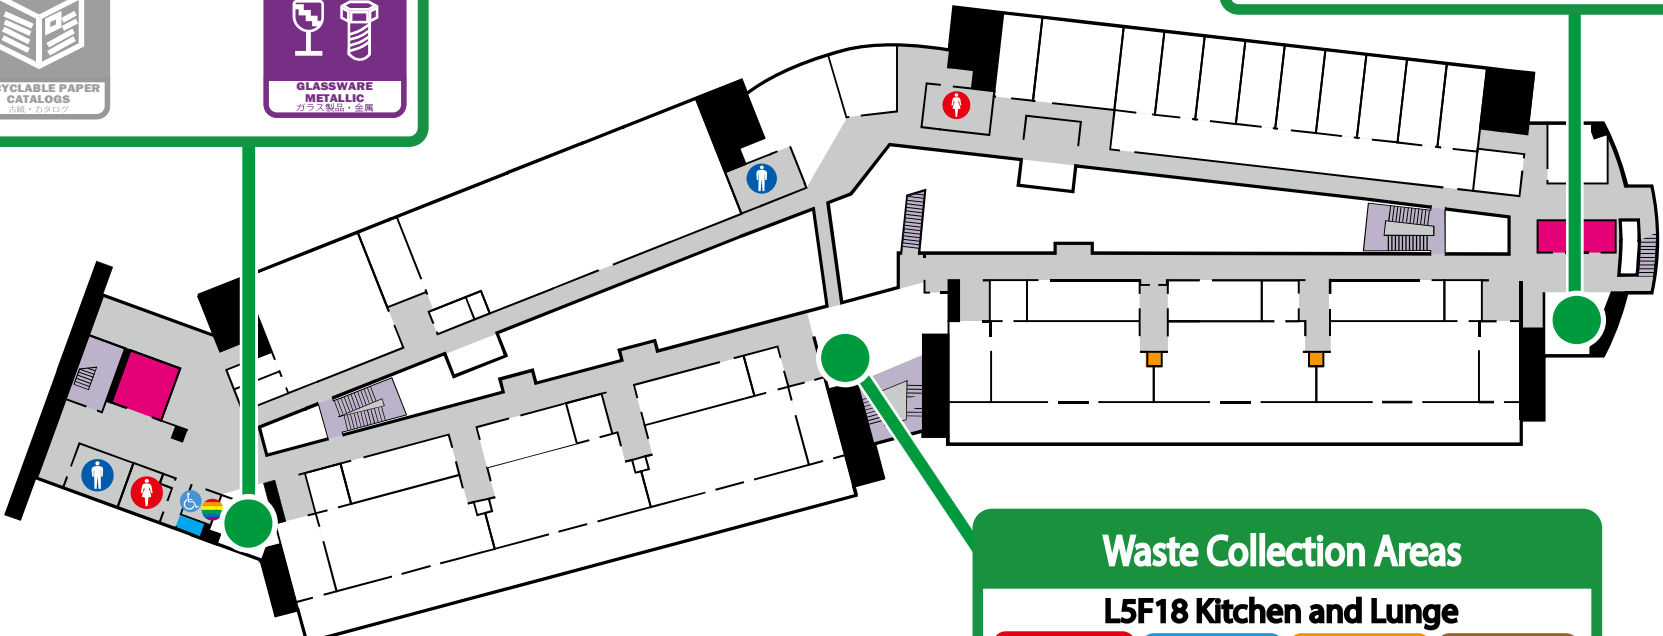 YCLABLE PAPER
CATALOGS
古紙・カタログ
GLASSWARE
METALLIC
ガラス製品・金属
Waste Collection Areas
L5F18 Kitchen and Lunge